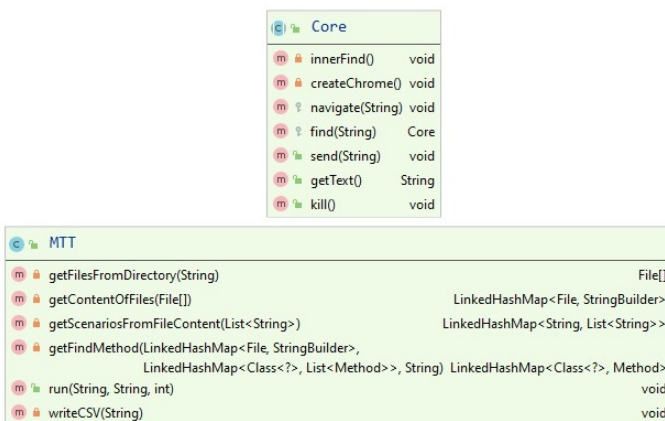 Core
innerFind() void
createChrome() void
navigate(String) void
find(String) Core
send(String) void
getText() String
kill() void
MTT
getFilesFromDirectory(String) File[]
getContentOfFiles(File[]) LinkedHashMap<File, StringBuilder>
getScenariosFromFileContent(List<String>) LinkedHashMap<String, List<String>>
getFindMethod(LinkedHashMap<File, StringBuilder>,
LinkedHashMap<Class<?>, List<Method>>, String) LinkedHashMap<Class<?>, Method>
run(String, String, int) void
writeCSV(String) void